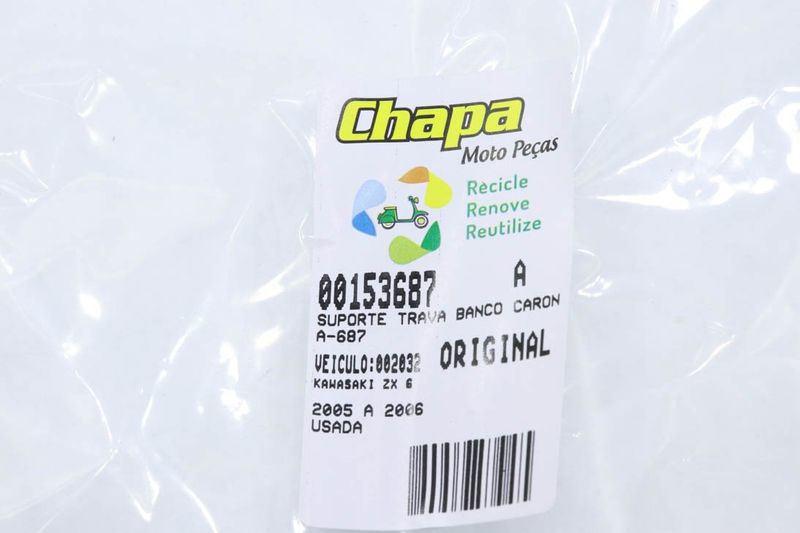 Chapa
Moto Peças
Recicle
Renove
Reutilize
00153687 A
SUPORTE TRAVA BANCO CARON
A-687
VEICULO:002032 ORIGINAL
KAWASAKI ZX 6
2005 A 2006
USADA